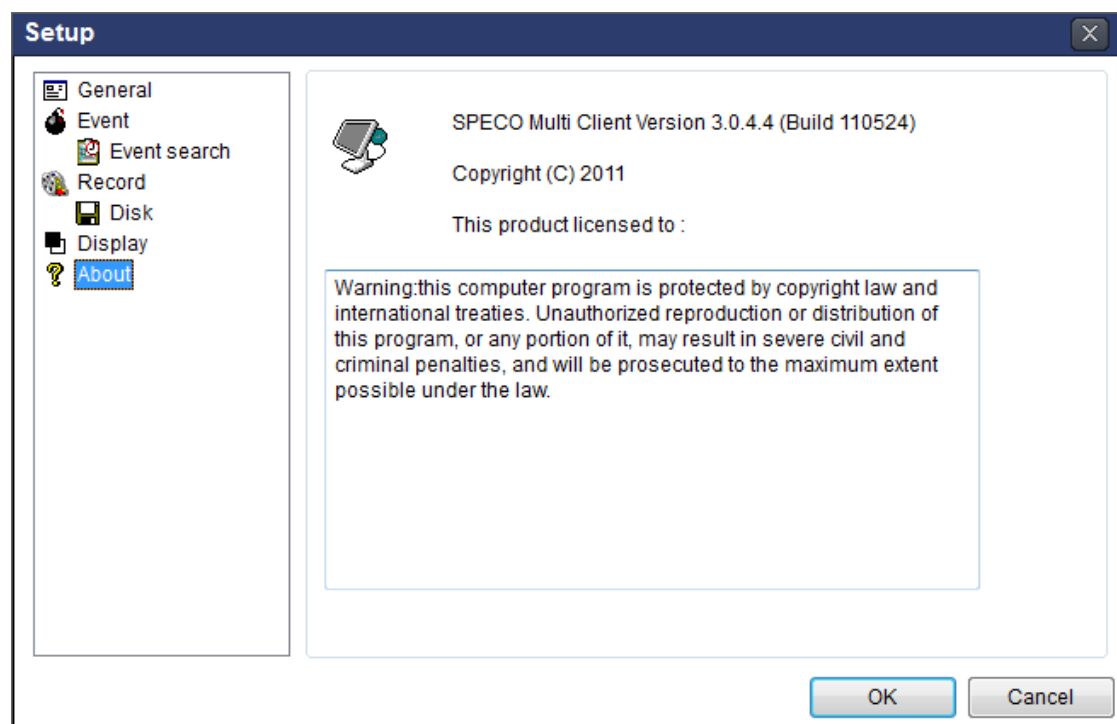 Setup
General
Event
Event search
Record
Disk
Display
About
SPECO Multi Client Version 3.0.4.4 (Build 110524)
Copyright (C) 2011
This product licensed to :
Warning:this computer program is protected by copyright law and
international treaties. Unauthorized reproduction or distribution of
this program, or any portion of it, may result in severe civil and
criminal penalties, and will be prosecuted to the maximum extent
possible under the law.
OK
Cancel